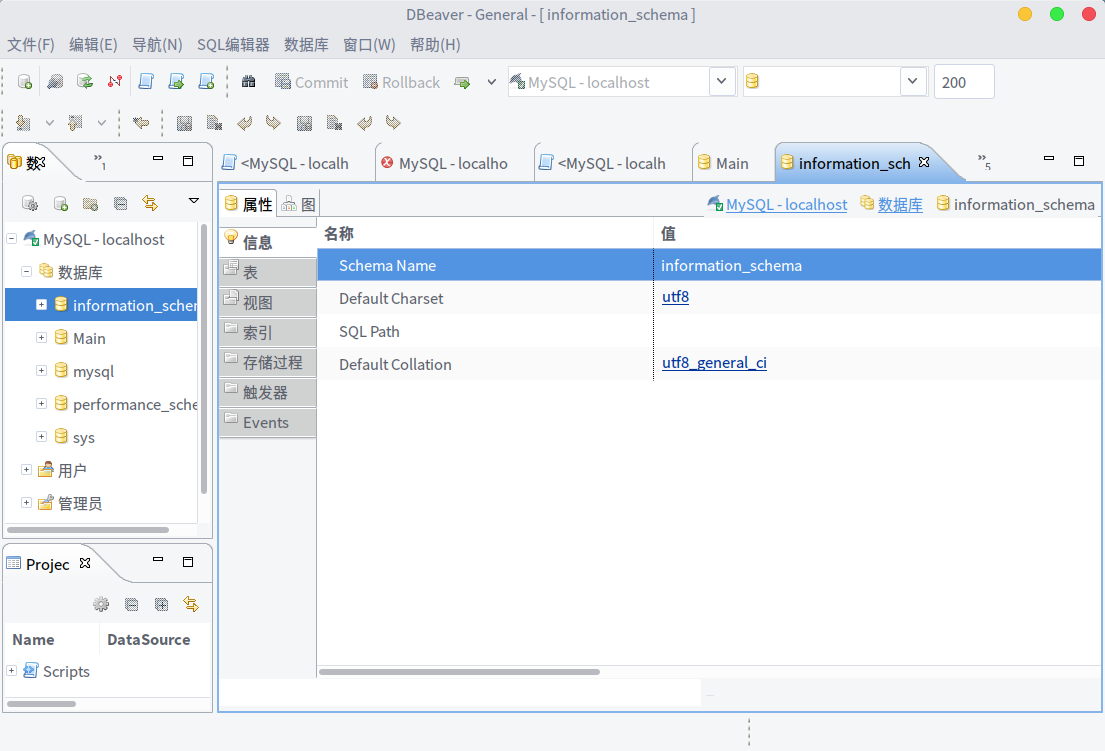 DBeaver - General - [ information_schema ]
文件(F) 编辑(E) 导航(N) SQL编辑器 数据库 窗口(W) 帮助(H)
Commit Rollback MySQL - localhost 200
数 »1
<MySQL - localh MySQL - localho <MySQL - localh Main information_sch »5
属性 图 MySQL - localhost 数据库 information_schema
MySQL - localhost
数据库
information_scher
Main
mysql
performance_sche
sys
用户
管理员
信息
表
视图
索引
存储过程
触发器
Events
名称 值
Schema Name information_schema
Default Charset utf8
SQL Path
Default Collation utf8_general_ci
Projec
Name DataSource
Scripts
...